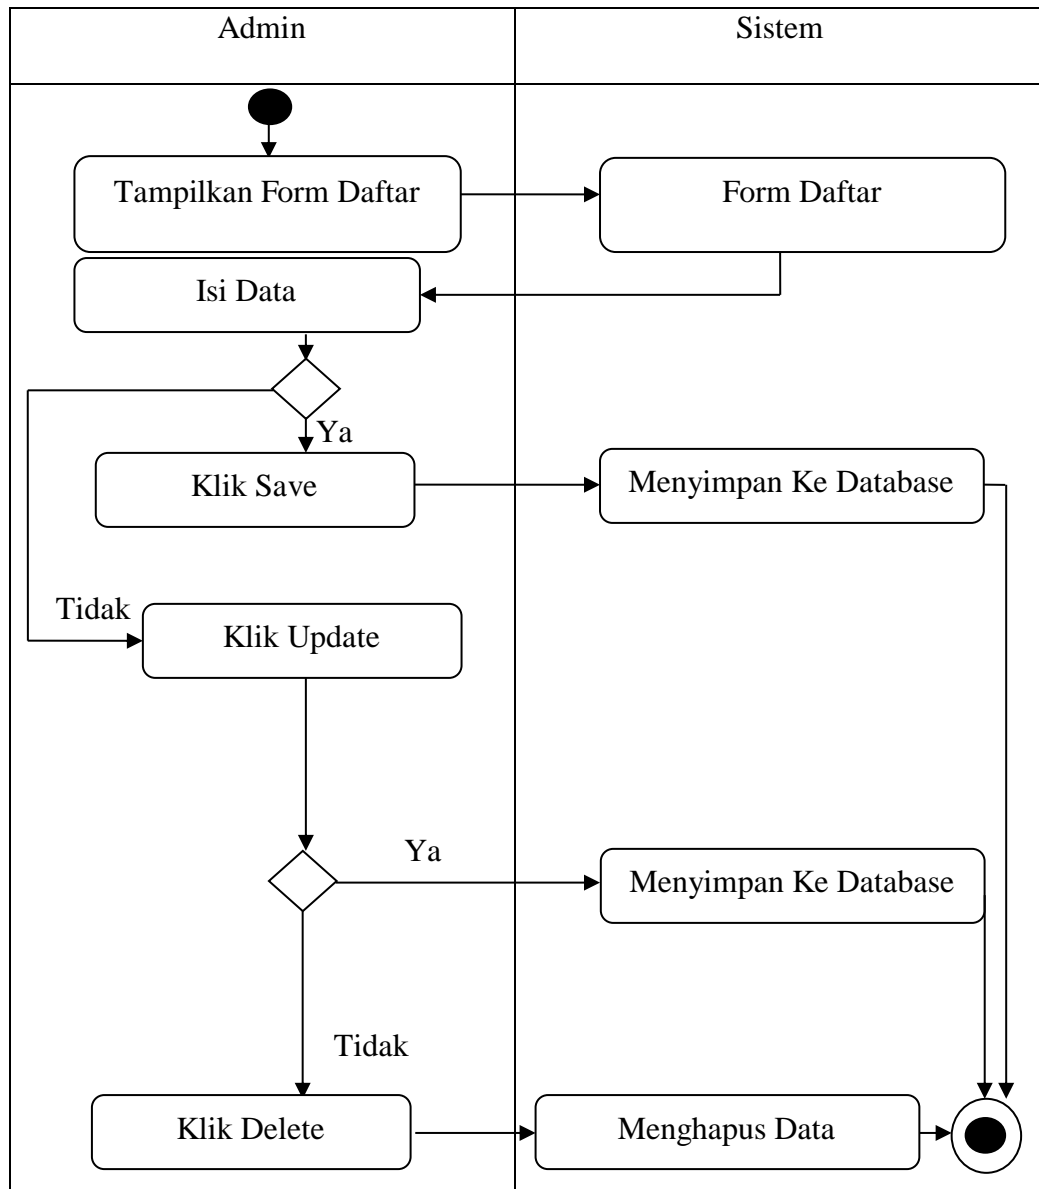 Admin
Sistem
Tampilkan Form Daftar
Form Daftar
Isi Data
Ya
Klik Save
Menyimpan Ke Database
Tidak
Klik Update
Ya
Menyimpan Ke Database
Tidak
Klik Delete
Menghapus Data